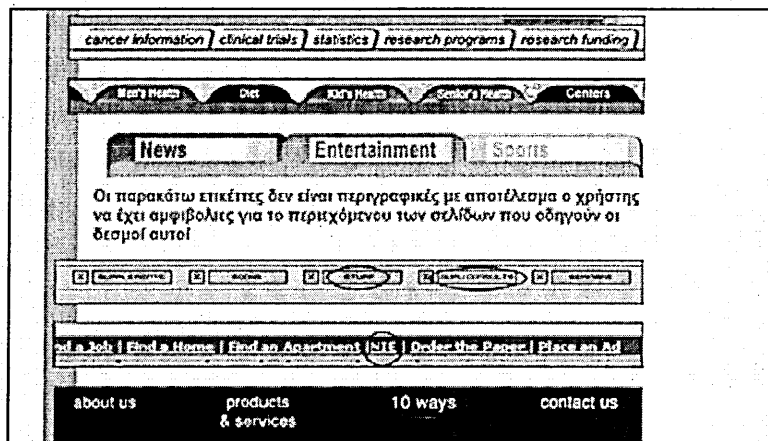 cancer information clinical trials statistics research programs research funding
Men's Health Diet Kid's Health Senior's Health Centers
News Entertainment Sports
Οι παρακάτω ετικέττες δεν είναι περιγραφικές με αποτέλεσμα ο χρήστης
να έχει αμφιβολιες για το περιεχόμενου των σελίδων που οδηγούν οι
δεσμοί αυτοί
STUFF
d a Job | Find a Home | Find an Apartment | NIE | Order the Paper | Place an Ad
about us products 10 ways contact us
& services